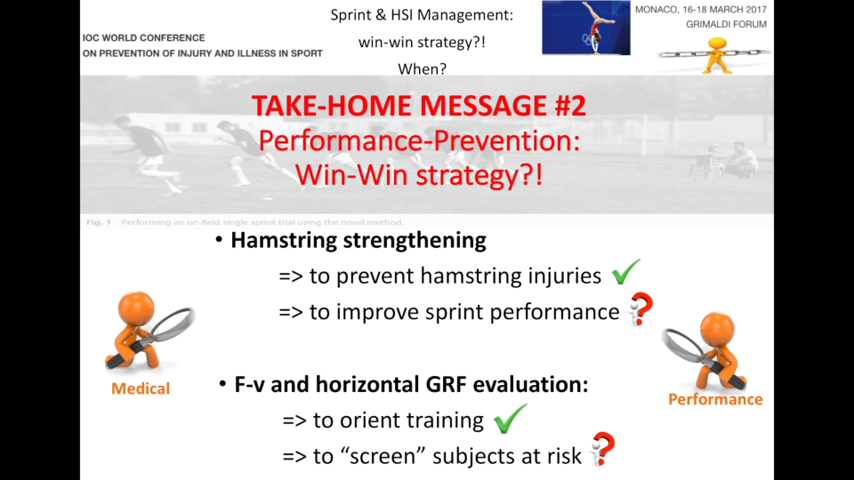 Sprint & HSI Management:
win-win strategy?!
When?
IOC WORLD CONFERENCE
ON PREVENTION OF INJURY AND ILLNESS IN SPORT
MONACO, 16-18 MARCH 2017
GRIMALDI FORUM
TAKE-HOME MESSAGE #2
Performance-Prevention:
Win-Win strategy?!
Fig. 1 Performing an on-field single sprint trial using the novel method.
• Hamstring strengthening
=> to prevent hamstring injuries
=> to improve sprint performance ?
Medical
• F-v and horizontal GRF evaluation:
=> to orient training
=> to “screen” subjects at risk ?
Performance